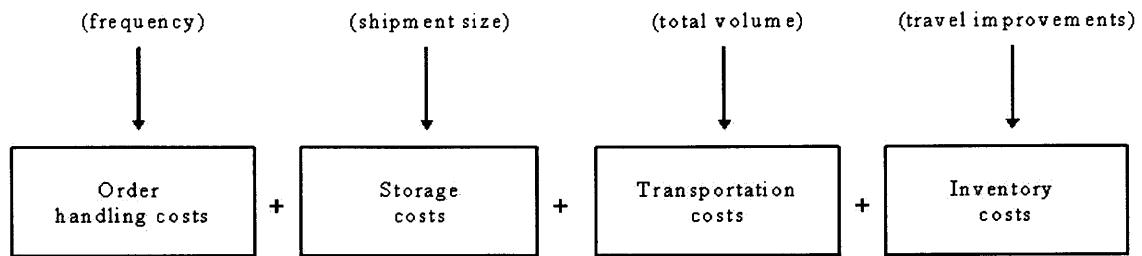 (frequency) (shipment size) (total volume) (travel improvements)
Order handling costs + Storage costs + Transportation costs + Inventory costs